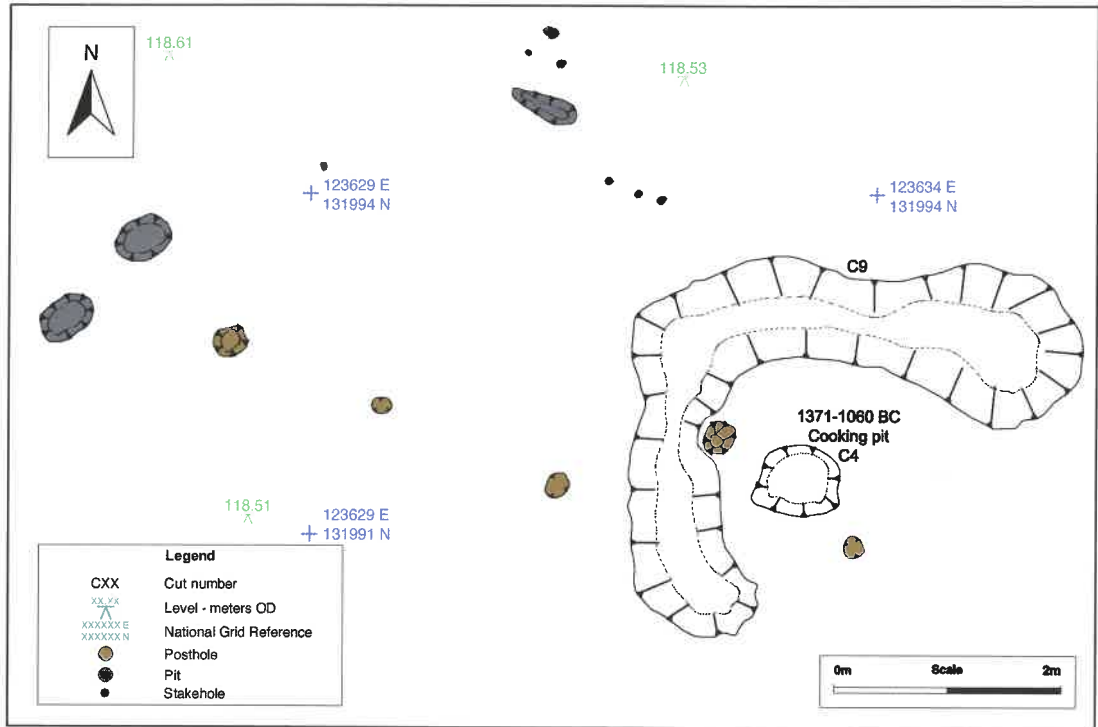 N
118.61
118.53
123629 E
131994 N
123634 E
131994 N
C9
1371-1060 BC
Cooking pit
C4
118.51
123629 E
131991 N
Legend
CXX Cut number
XX.XX Level - meters OD
XXXXXX E
XXXXXX N National Grid Reference
Posthole
Pit
Stakehole
0m Scale 2m